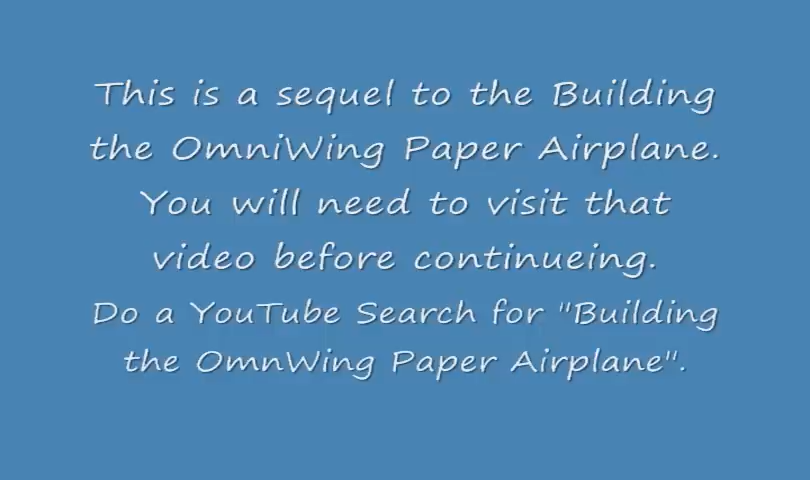 This is a sequel to the Building
the OmniWing Paper Airplane.
You will need to visit that
video before continueing.
Do a YouTube Search for "Building
the OmnWing Paper Airplane".